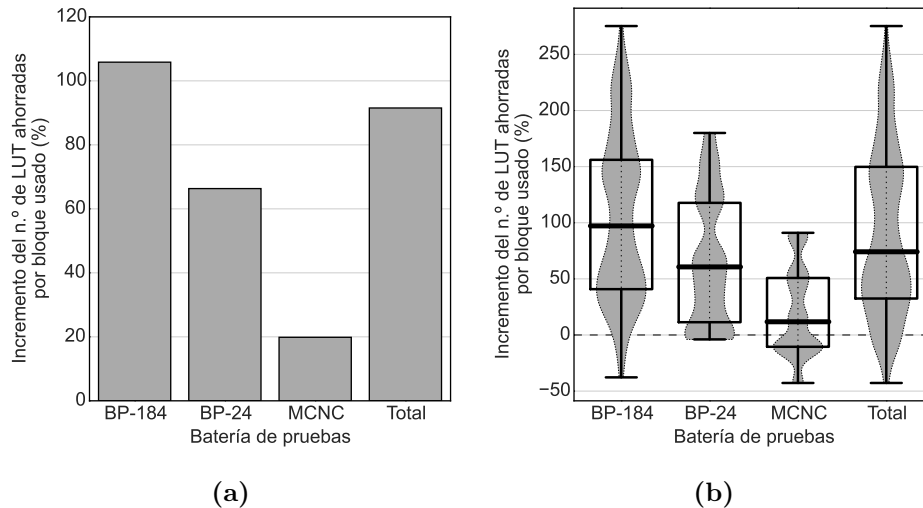 Incremento del n.º de LUT ahorradas
por bloque usado (%)
120
100
80
60
40
20
0
BP-184 BP-24 MCNC Total
Batería de pruebas
(a)
Incremento del n.º de LUT ahorradas
por bloque usado (%)
250
200
150
100
50
0
−50
BP-184 BP-24 MCNC Total
Batería de pruebas
(b)